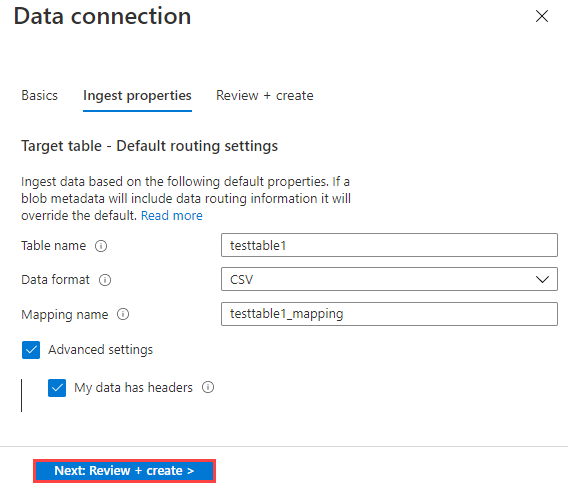 Data connection
Basics Ingest properties Review + create
Target table - Default routing settings
Ingest data based on the following default properties. If a
blob metadata will include data routing information it will
override the default. Read more
Table name testtable1
Data format CSV
Mapping name testtable1_mapping
Advanced settings
My data has headers
Next: Review + create >